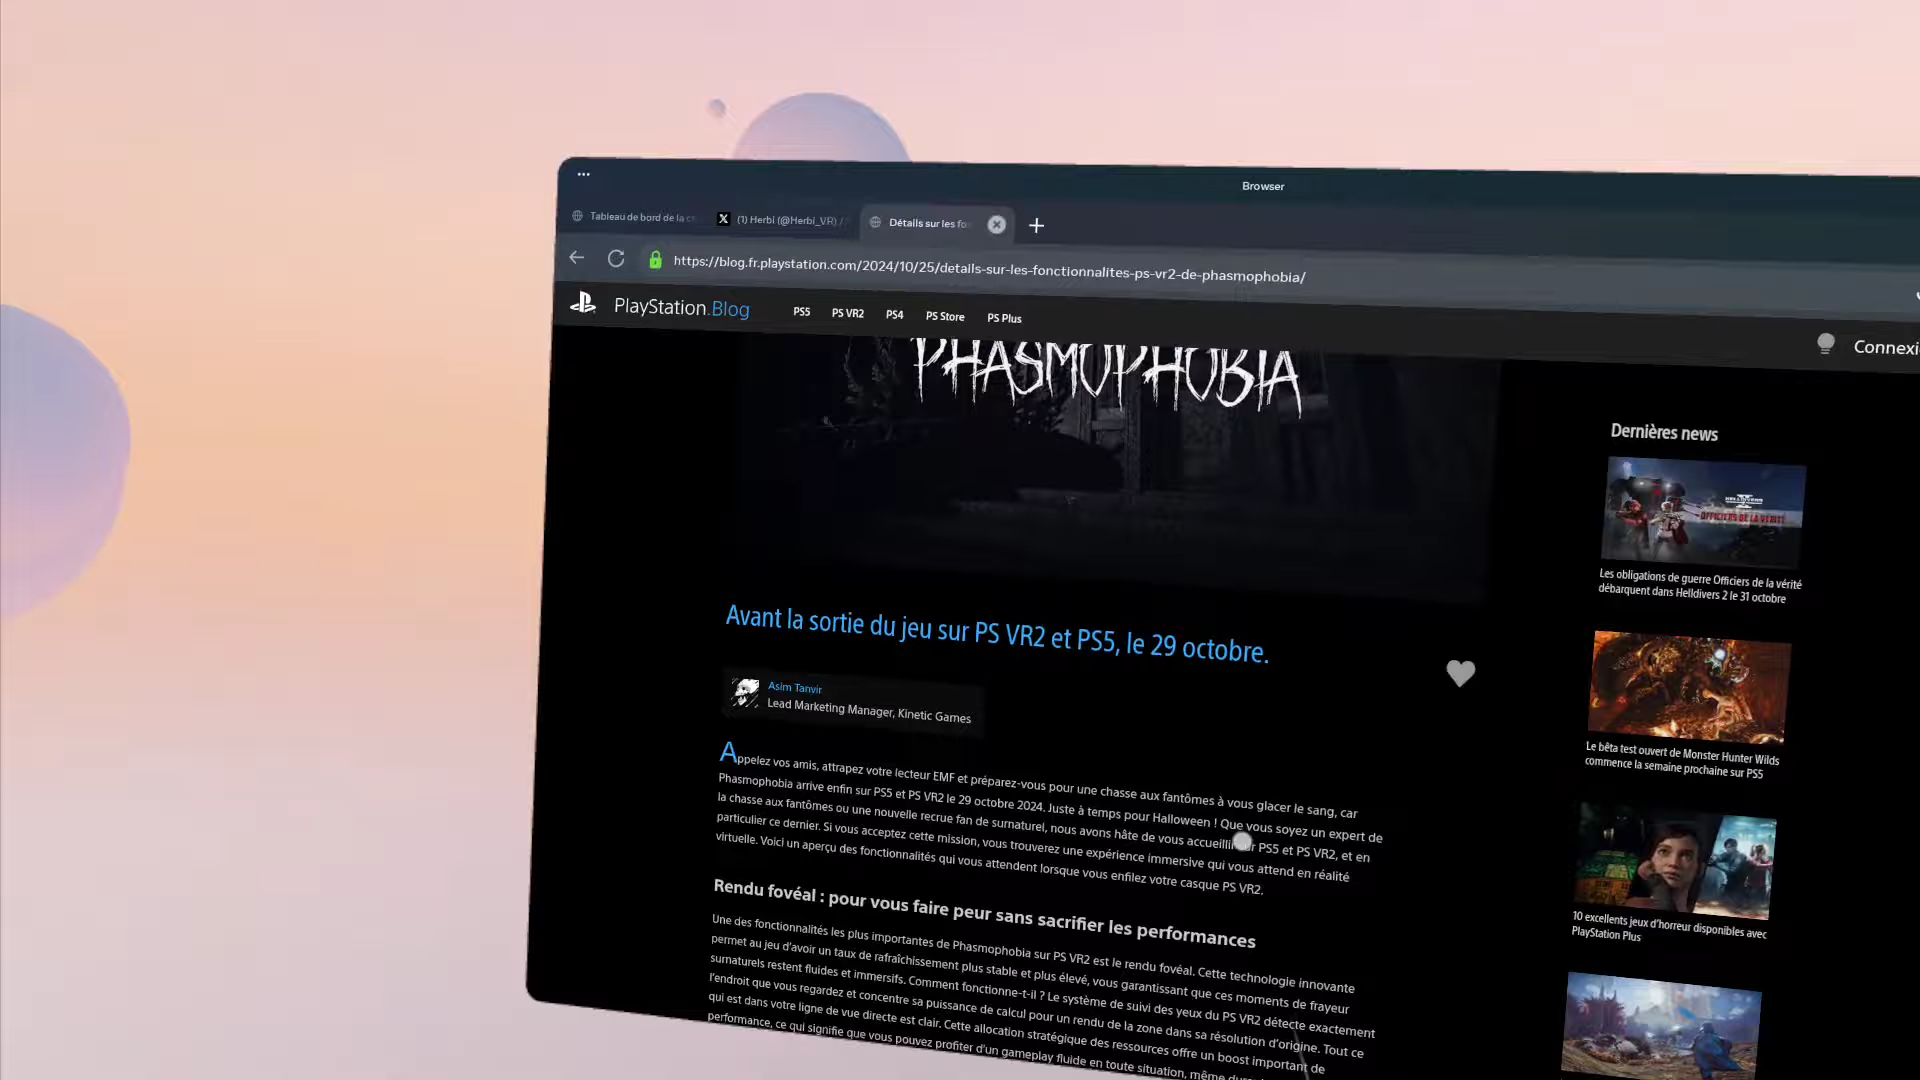 Browser
Tableau de bord de la c
(1) Herbi (@Herbi_VR) /
Détails sur les fo
https://blog.fr.playstation.com/2024/10/25/details-sur-les-fonctionnalites-ps-vr2-de-phasmophobia/
PlayStation.Blog
PS5
PS VR2
PS4
PS Store
PS Plus
Connexi
PHASMOPHOBIA
Avant la sortie du jeu sur PS VR2 et PS5, le 29 octobre.
Asim Tanvir
Lead Marketing Manager, Kinetic Games
Appelez vos amis, attrapez votre lecteur EMF et préparez-vous pour une chasse aux fantômes à vous glacer le sang, car
Phasmophobia arrive enfin sur PS5 et PS VR2 le 29 octobre 2024. Juste à temps pour Halloween ! Que vous soyez un expert de
la chasse aux fantômes ou une nouvelle recrue fan de surnaturel, nous avons hâte de vous accueillir sur PS5 et PS VR2, et en
particulier ce dernier. Si vous acceptez cette mission, vous trouverez une expérience immersive qui vous attend en réalité
virtuelle. Voici un aperçu des fonctionnalités qui vous attendent lorsque vous enfilez votre casque PS VR2.
Rendu fovéal : pour vous faire peur sans sacrifier les performances
Une des fonctionnalités les plus importantes de Phasmophobia sur PS VR2 est le rendu fovéal. Cette technologie innovante
permet au jeu d'avoir un taux de rafraîchissement plus stable et plus élevé, vous garantissant que ces moments de frayeur
surnaturels restent fluides et immersifs. Comment fonctionne-t-il ? Le système de suivi des yeux du PS VR2 détecte exactement
l'endroit que vous regardez et concentre sa puissance de calcul pour un rendu de la zone dans sa résolution d'origine. Tout ce
qui est dans votre ligne de vue directe est clair. Cette allocation stratégique des ressources offre un boost important de
performance, ce qui signifie que vous pouvez profiter d'un gameplay fluide en toute situation, même
Dernières news
HELLDIVERS
OFFICIERS DE LA VÉRITÉ
Les obligations de guerre Officiers de la vérité
débarquent dans Helldivers 2 le 31 octobre
Le bêta test ouvert de Monster Hunter Wilds
commence la semaine prochaine sur PS5
10 excellents jeux d'horreur disponibles avec
PlayStation Plus